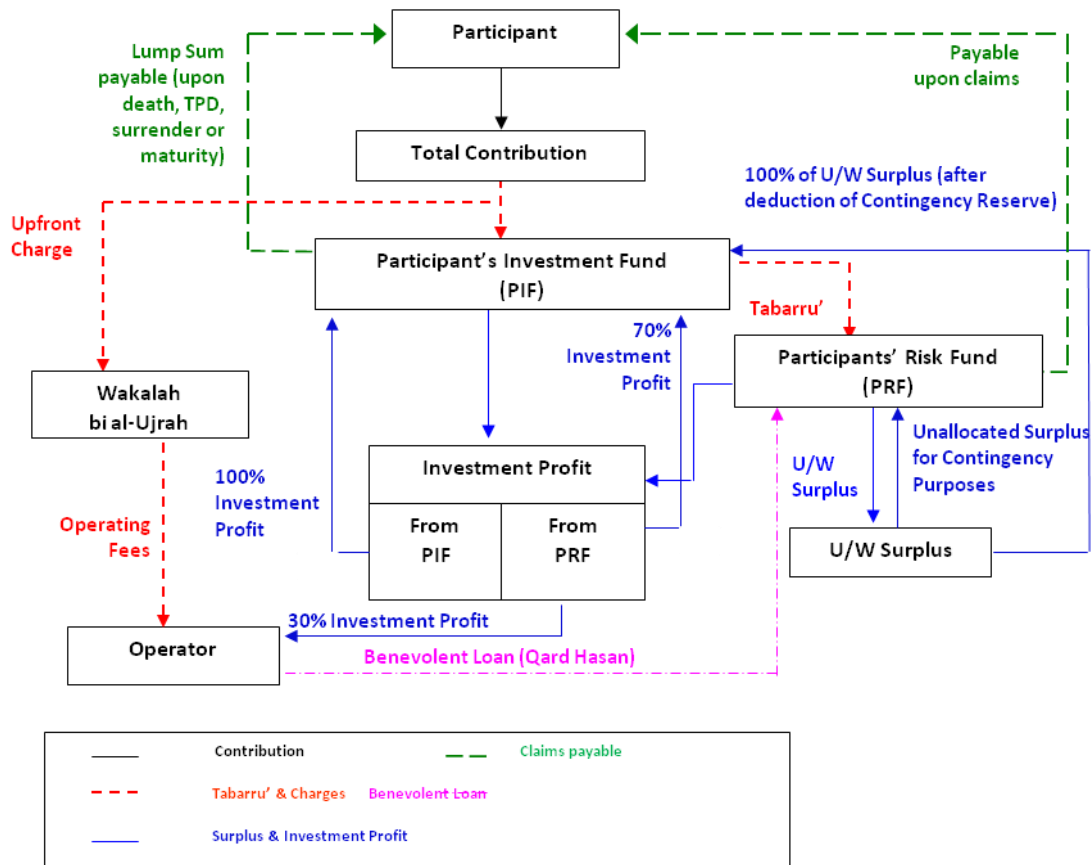 Participant
Lump Sum
payable (upon
death, TPD,
surrender or
maturity)
Payable
upon claims
Total Contribution
100% of U/W Surplus (after
deduction of Contingency Reserve)
Upfront
Charge
Participant's Investment Fund
(PIF)
Tabarru'
70%
Investment
Profit
Participants' Risk Fund
(PRF)
Wakalah
bi al-Ujrah
Investment Profit
U/W
Surplus
Unallocated Surplus
for Contingency
Purposes
100%
Investment
Profit
From
PIF
From
PRF
Operating
Fees
U/W Surplus
30% Investment Profit
Operator
Benevolent Loan (Qard Hasan)
Contribution
Claims payable
Tabarru' & Charges
Benevolent Loan
Surplus & Investment Profit